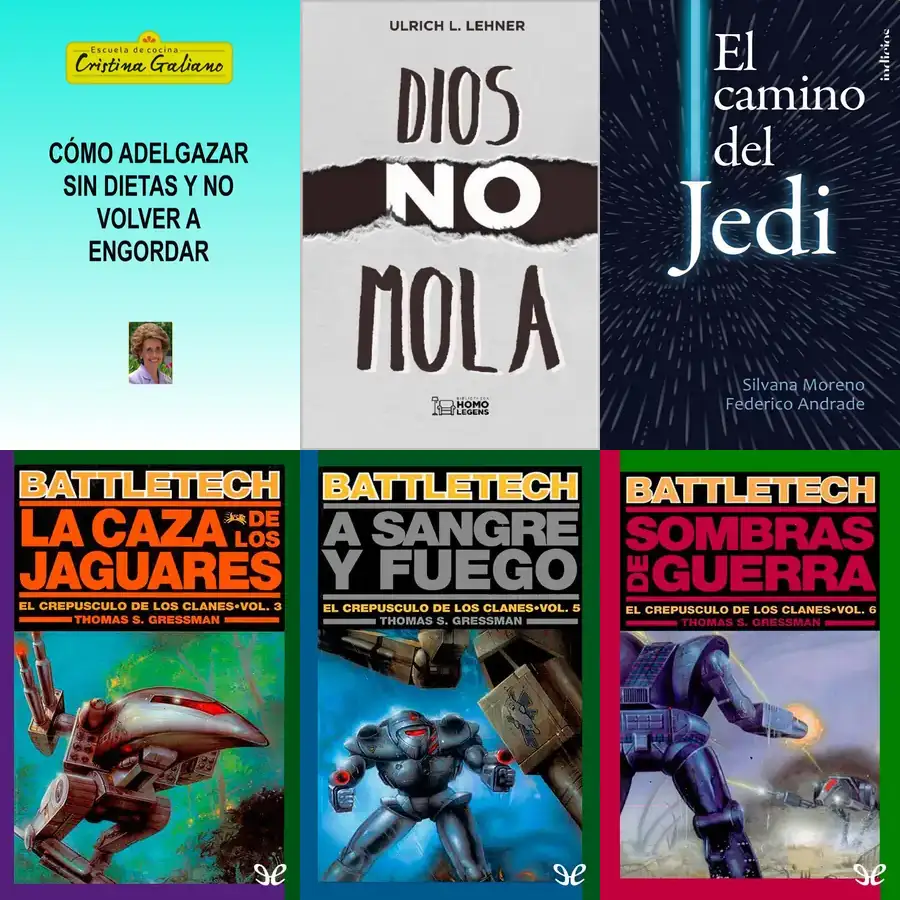 Escuela de cocina
Cristina Galiano
CÓMO ADELGAZAR
SIN DIETAS Y NO
VOLVER A
ENGORDAR
ULRICH L. LEHNER
DIOS
NO
MOLA
BIBLIOTECA
HOMO
LEGENS
El
camino
del
Jedi
indicios
Silvana Moreno
Federico Andrade
BATTLETECH
LA CAZA DE
LOS
JAGUARES
EL CREPUSCULO DE LOS CLANES•VOL. 3
THOMAS S. GRESSMAN
BATTLETECH
A SANGRE
Y FUEGO
EL CREPUSCULO DE LOS CLANES•VOL. 5
THOMAS S. GRESSMAN
BATTLETECH
SOMBRAS
DE GUERRA
EL CREPUSCULO DE LOS CLANES•VOL. 6
THOMAS S. GRESSMAN